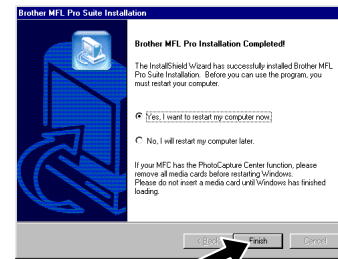 Brother MFL Pro Suite Installation
Brother MFL Pro Installation Completed!
The InstallShield Wizard has successfully installed Brother MFL
Pro Suite Installation. Before you can use the program, you
must restart your computer.
Yes, I want to restart my computer now.
No, I will restart my computer later.
If your MFC has the PhotoCapture Center function, please
remove all media cards before restarting Windows.
Please do not insert a media card until Windows has finished
loading.
< Back
Finish
Cancel